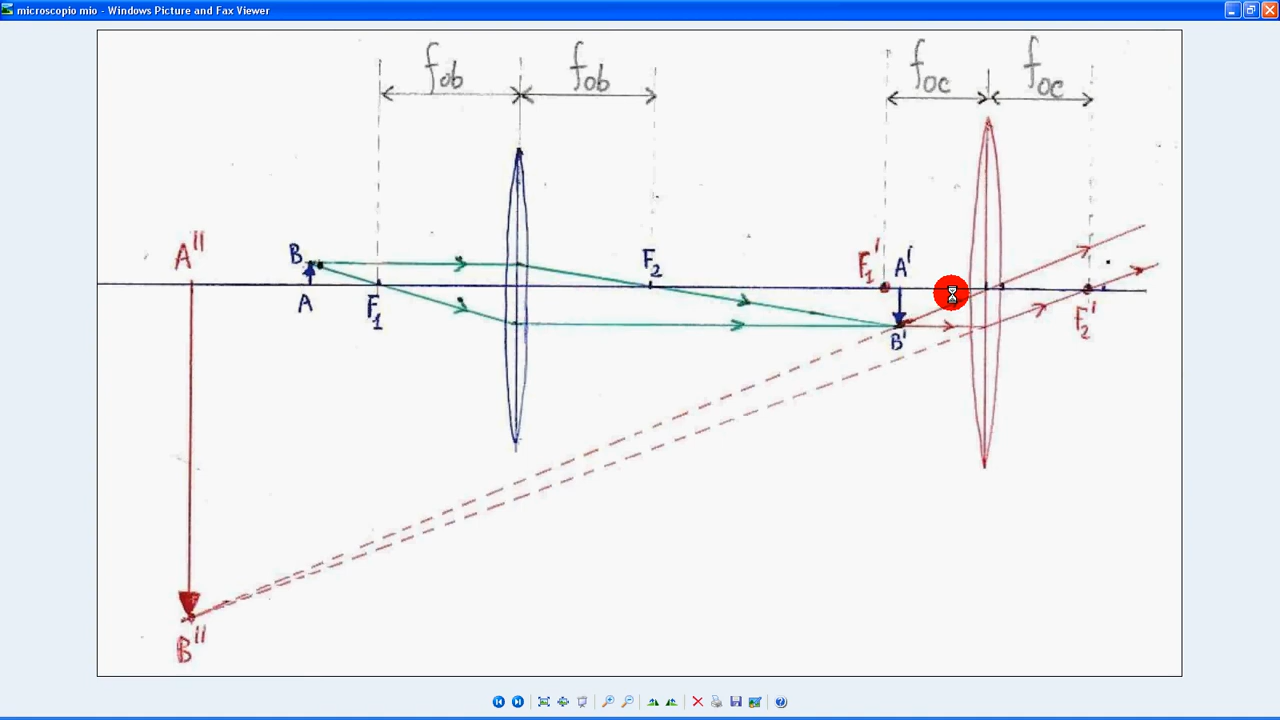 microscopio mio - Windows Picture and Fax Viewer
fob fob foc foc
A''
B
F2
F1'
A'
A
F1
F2'
B'
B''